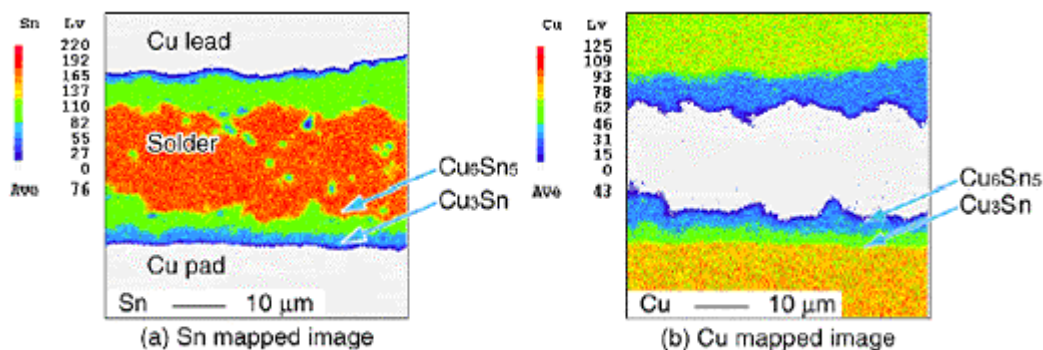 Sn Lv
220
192
165
137
110
82
55
27
0
Ave 76
Cu lead
Solder
Cu₆Sn₅
Cu₃Sn
Cu pad
Sn 10 µm
(a) Sn mapped image
Cu Lv
125
109
93
78
62
46
31
15
0
Ave 43
Cu₆Sn₅
Cu₃Sn
Cu 10 µm
(b) Cu mapped image